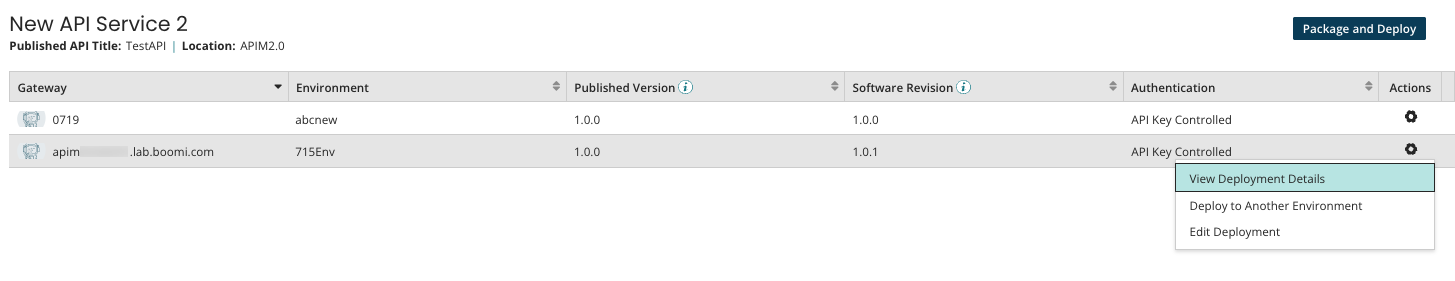 New API Service 2
Package and Deploy
Published API Title: TestAPI | Location: APIM2.0
Gateway Environment Published Version i Software Revision i Authentication Actions
0719 abcnew 1.0.0 1.0.0 API Key Controlled
apim .lab.boomi.com 715Env 1.0.0 1.0.1 API Key Controlled
View Deployment Details
Deploy to Another Environment
Edit Deployment